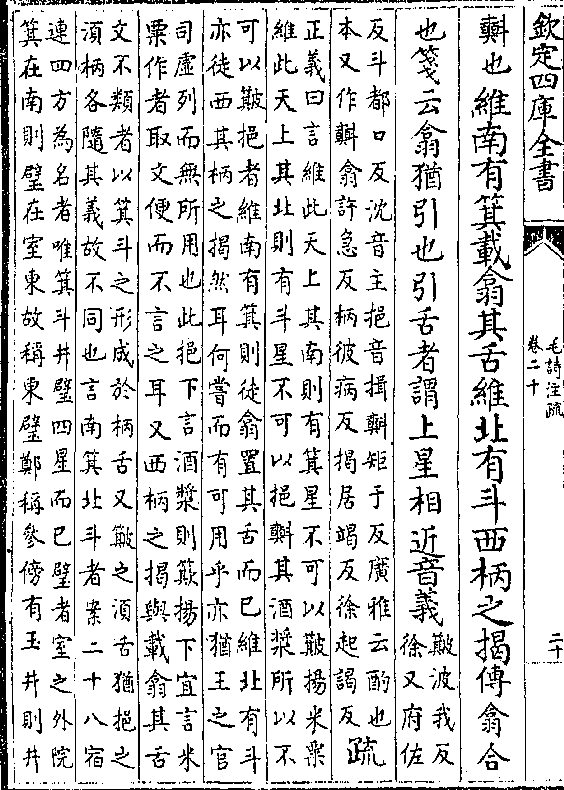 欽定四庫全書
毛詩注疏
卷二十
二十
㪺也維南有箕載翕其舌維北有斗西柄之揭傳翕合
也箋云翕猶引也引舌者謂上星相近音義
簸波我反
徐又府佐
反斗都口反沈音主挹音揖㪺矩于反廣雅云酌也
本又作㪺翕許急反柄彼病反揭居竭反徐起謁反
疏
正義曰言維此天上其南則有箕星不可以簸揚米粟
維此天上其北則有斗星不可以挹㪺其酒漿所以不
可以簸挹者維南有箕則徒翕置其舌而已維北有斗
亦徒西其柄之揭然耳何嘗而有可用乎亦猶王之官
司虛列而無所用也此挹下言酒漿則簸揚下宜言米
粟作者取文便而不言之耳又西柄之揭與載翕其舌
文不類者以箕斗之形成於柄舌又簸之湏舌猶挹之
湏柄各隨其義故不同也言南箕北斗者案二十八宿
連四方為名者唯箕斗井壁四星而已壁者室之外院
箕在南則壁在室東故稱東壁鄭稱參傍有玉井則井